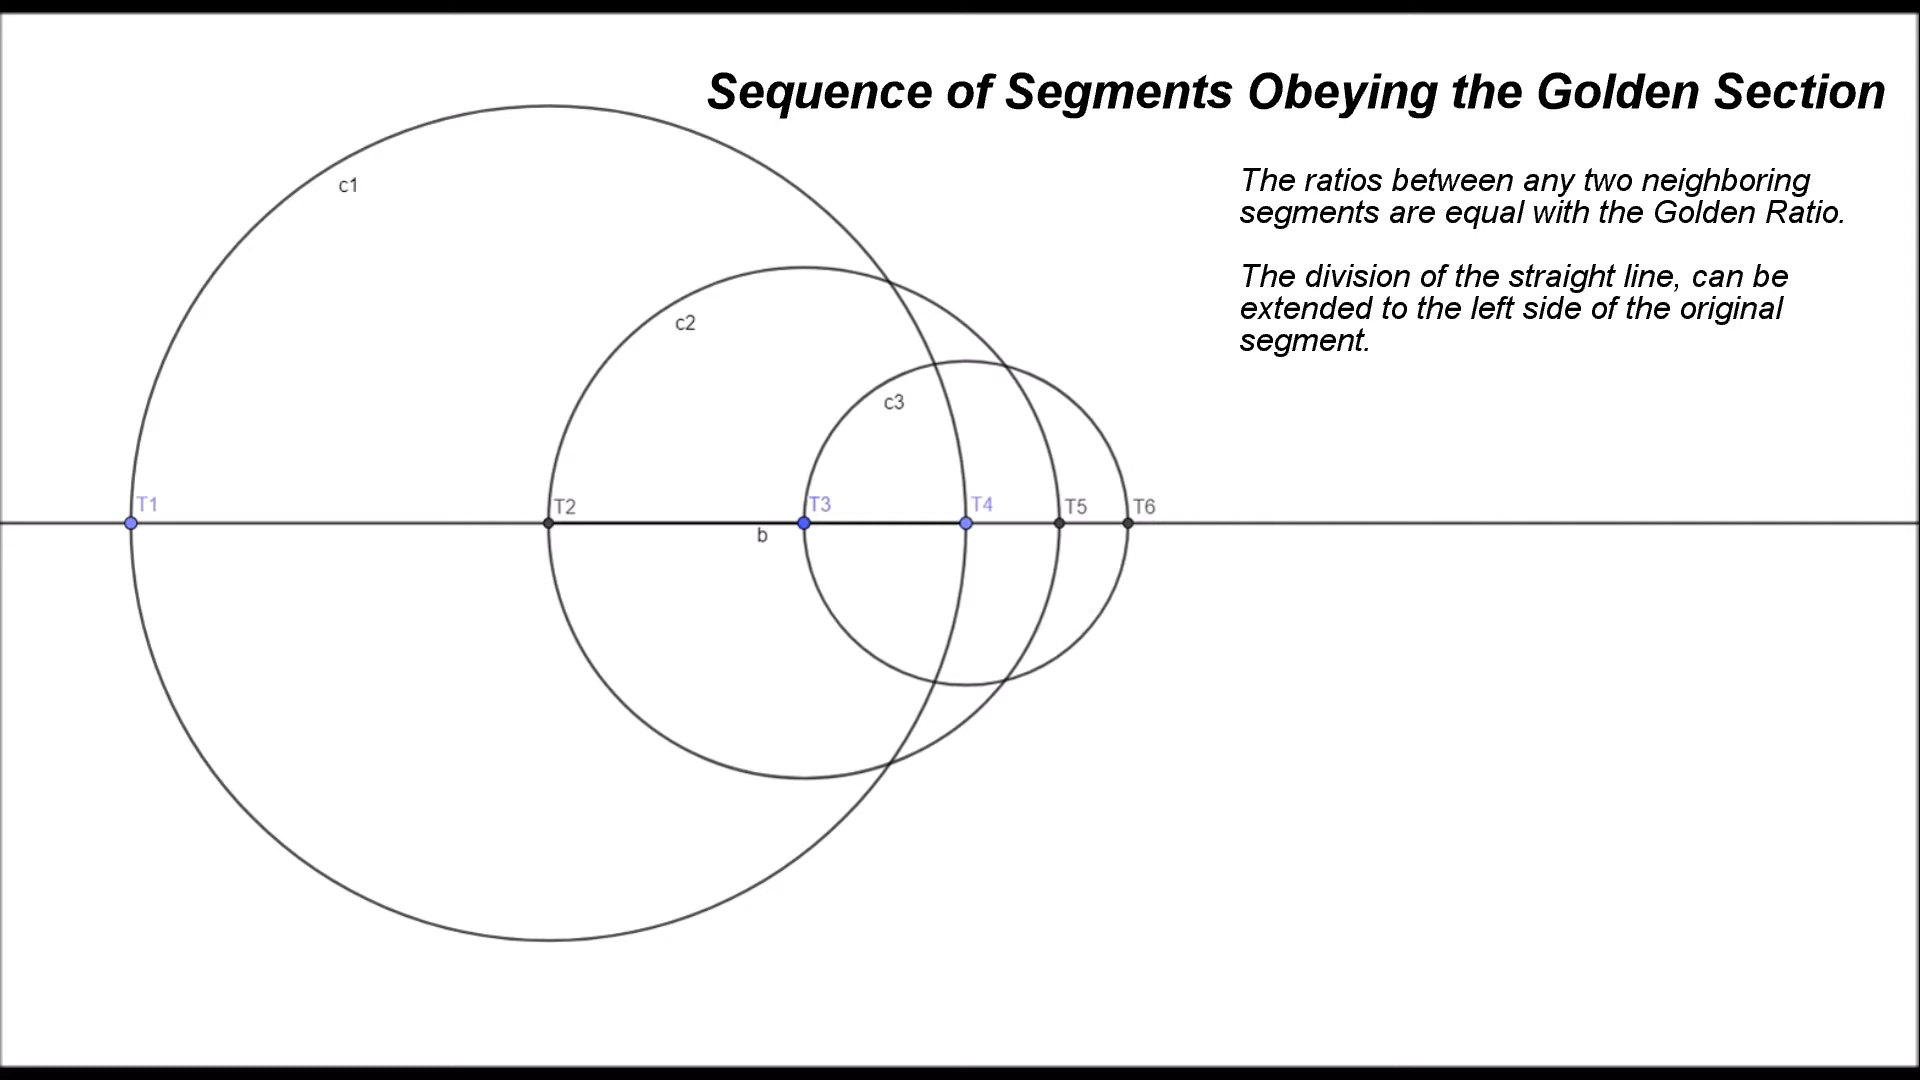 Sequence of Segments Obeying the Golden Section
The ratios between any two neighboring
segments are equal with the Golden Ratio.
The division of the straight line, can be
extended to the left side of the original
segment.
c1
c2
c3
T1
T2
T3
T4
T5
T6
b